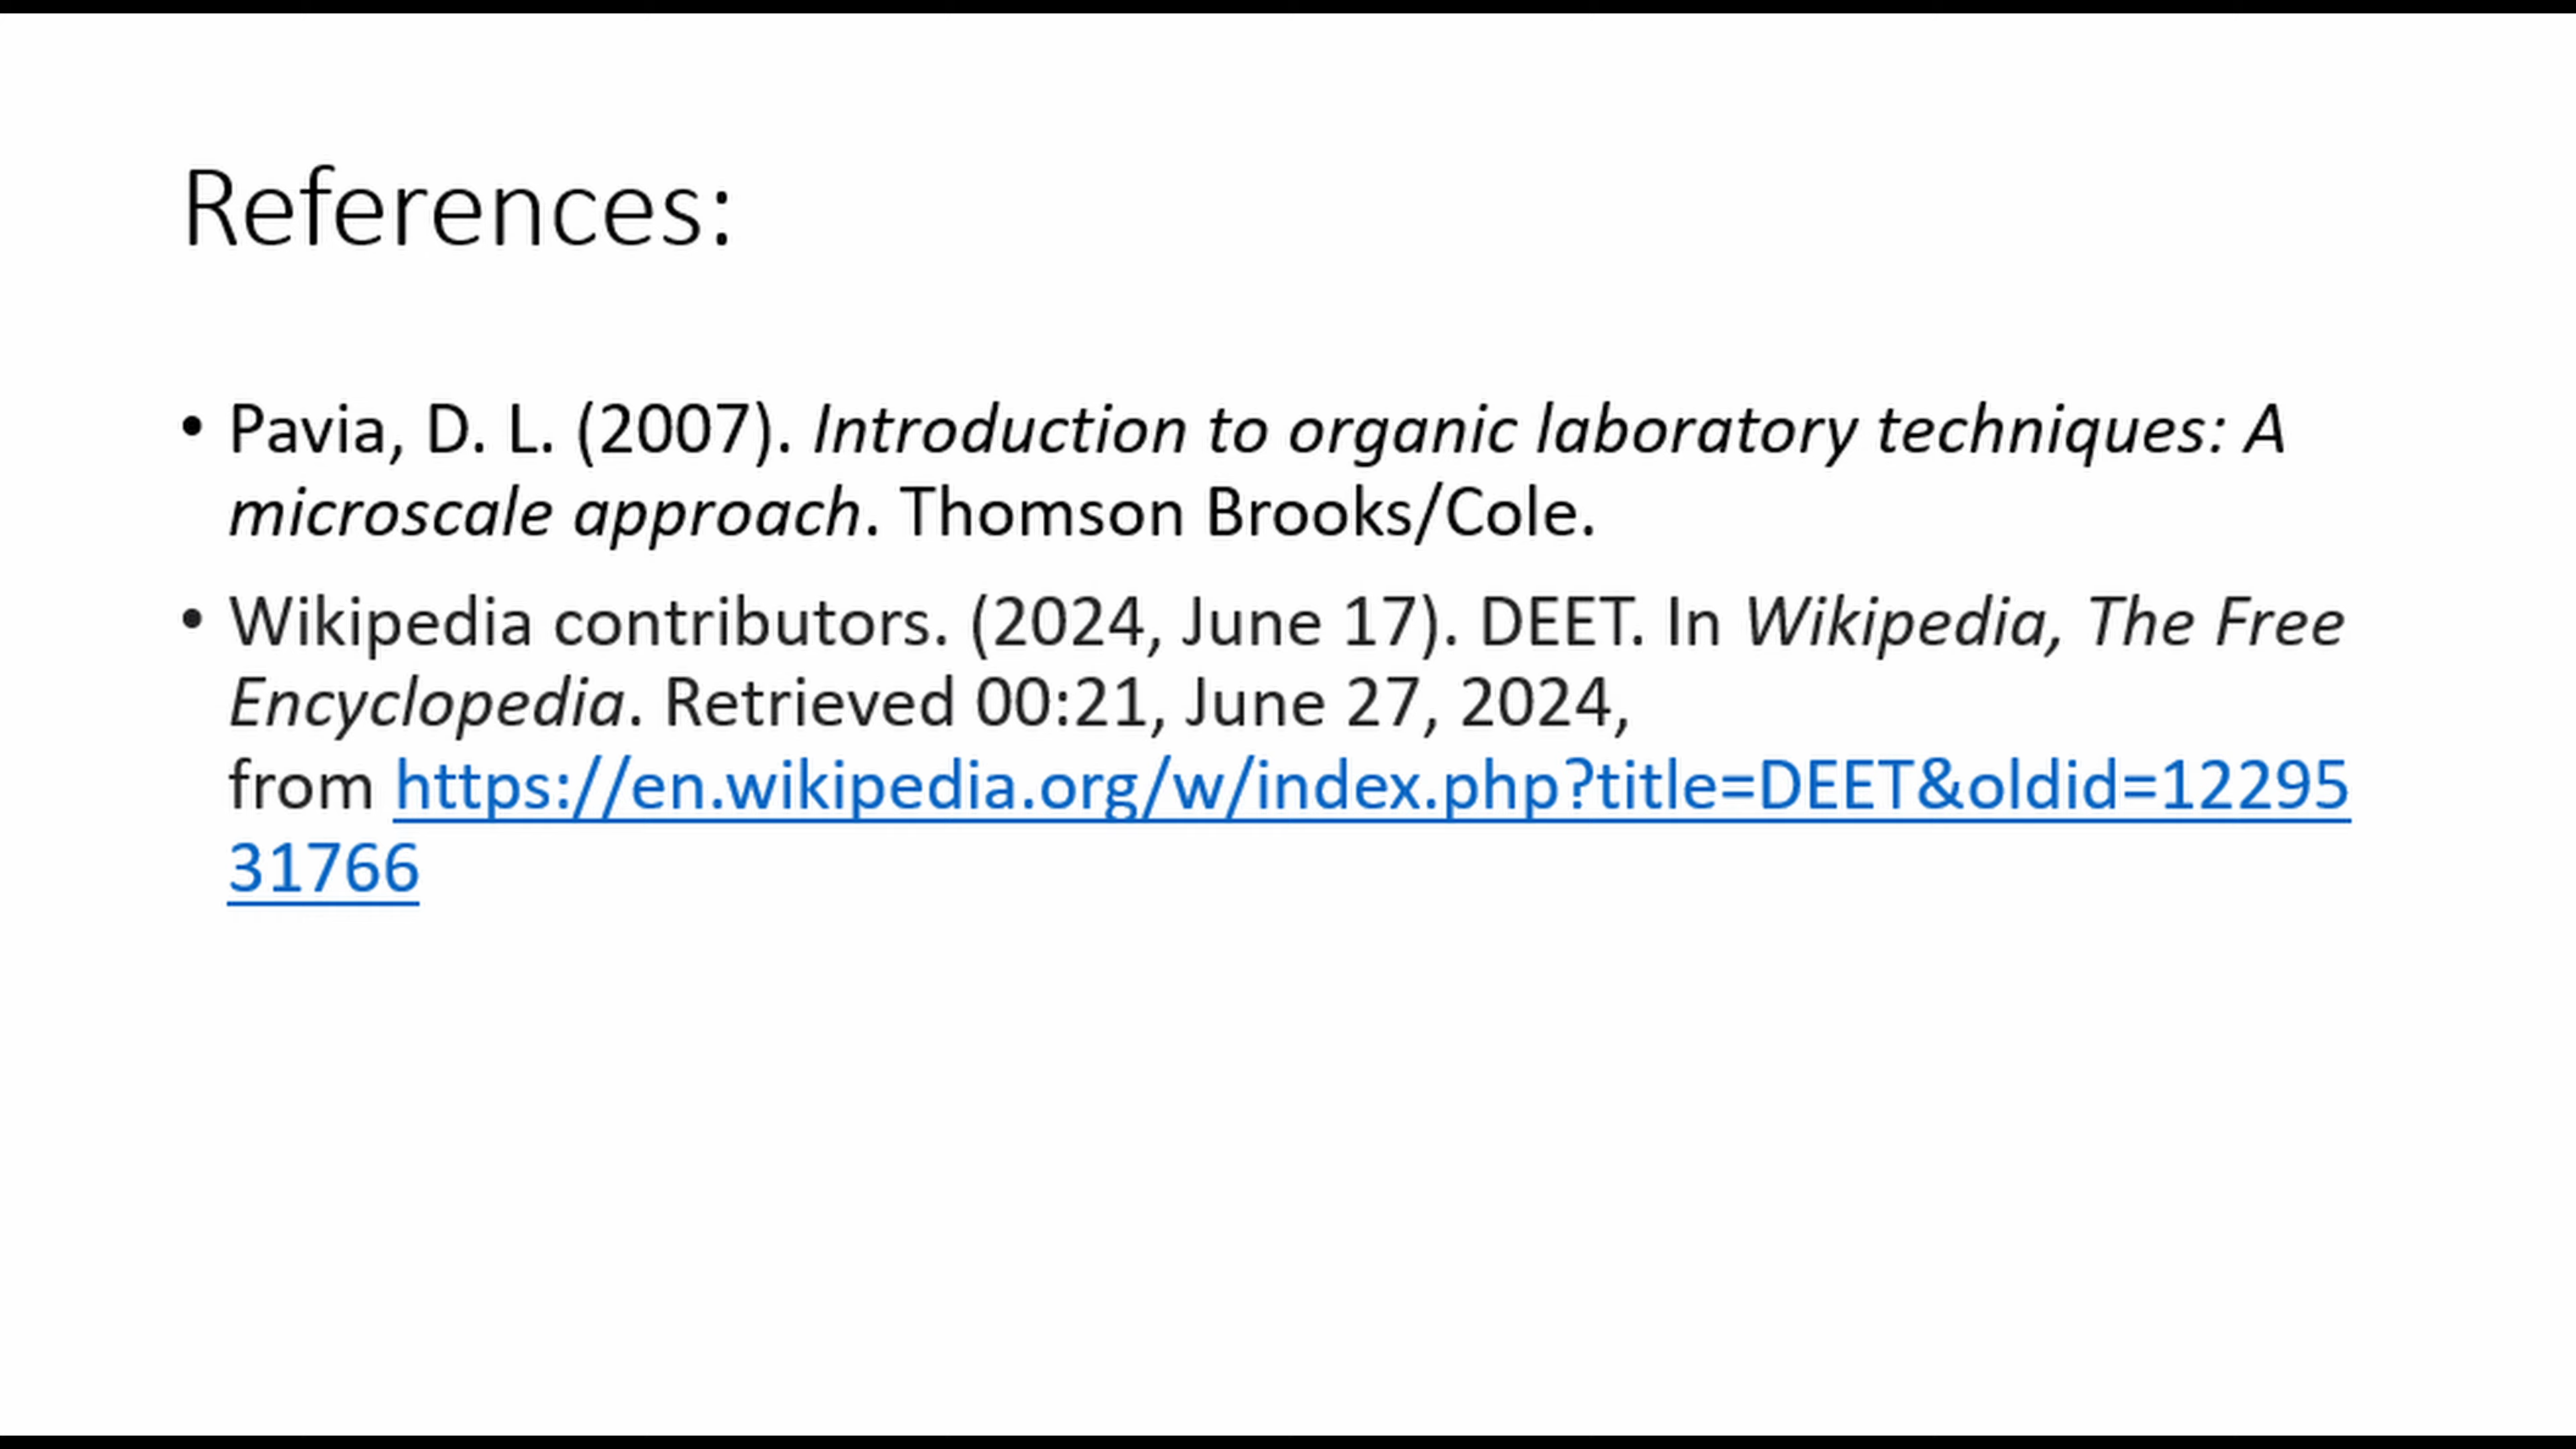 References:
• Pavia, D. L. (2007). Introduction to organic laboratory techniques: A
microscale approach. Thomson Brooks/Cole.
• Wikipedia contributors. (2024, June 17). DEET. In Wikipedia, The Free
Encyclopedia. Retrieved 00:21, June 27, 2024,
from https://en.wikipedia.org/w/index.php?title=DEET&oldid=12295
31766